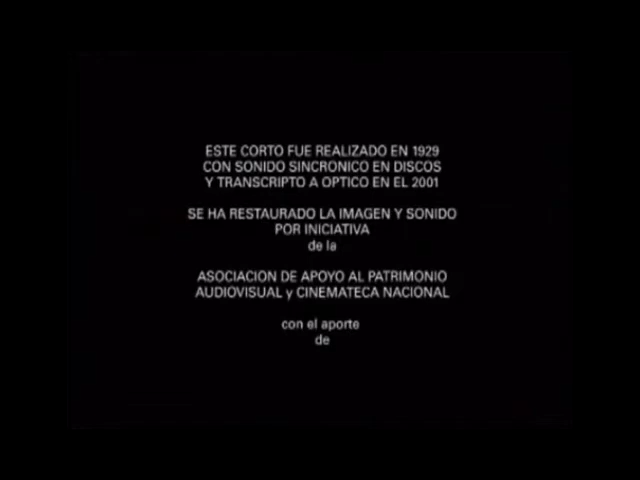 ESTE CORTO FUE REALIZADO EN 1929
CON SONIDO SINCRONICO EN DISCOS
Y TRANSCRIPTO A OPTICO EN EL 2001
SE HA RESTAURADO LA IMAGEN Y SONIDO
POR INICIATIVA
de la
ASOCIACION DE APOYO AL PATRIMONIO
AUDIOVISUAL y CINEMATECA NACIONAL
con el aporte
de